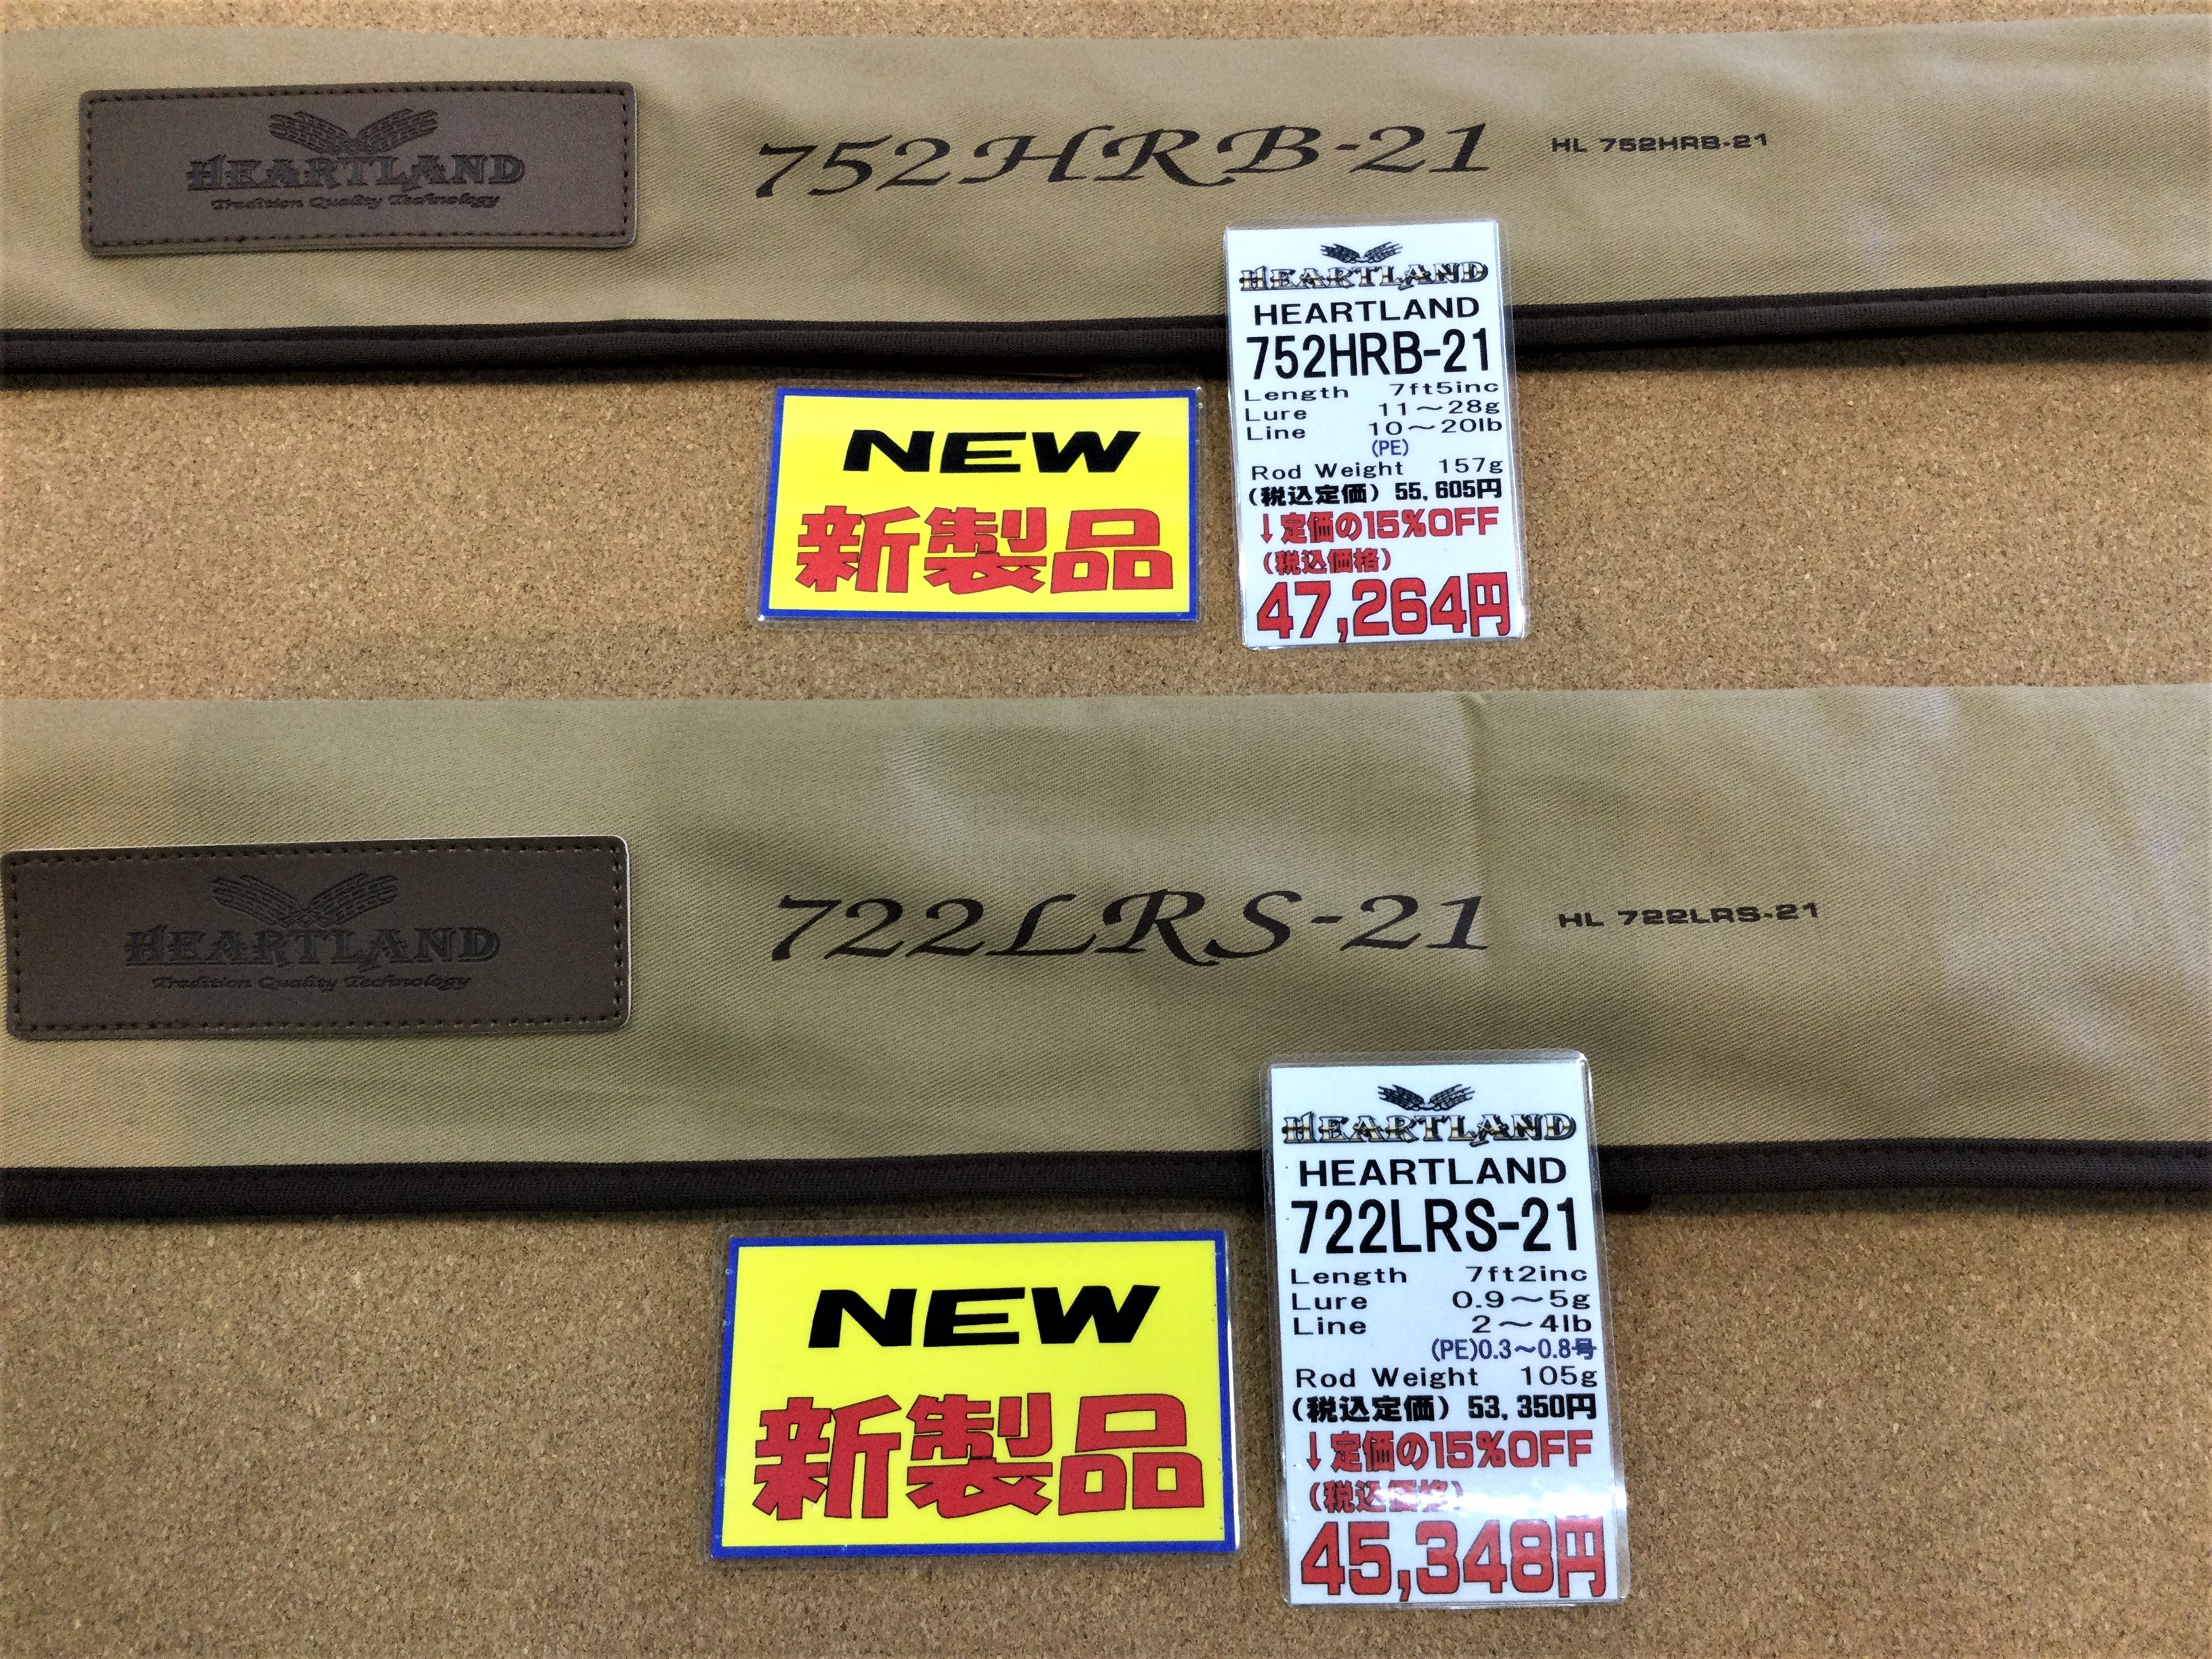 HEARTLAND
Tradition Quality Technology
752HRB-21
HL 752HRB-21
HEARTLAND
HEARTLAND
752HRB-21
Length 7ft5inc
Lure 11～28g
Line 10～20lb
(PE)
Rod Weight 157g
(税込定価) 55,605円
↓定価の15%OFF
(税込価格)
47,264円
NEW
新製品
HEARTLAND
Tradition Quality Technology
722LRS-21
HL 722LRS-21
HEARTLAND
HEARTLAND
722LRS-21
Length 7ft2inc
Lure 0.9～5g
Line 2～4lb
(PE)0.3～0.8号
Rod Weight 105g
(税込定価) 53,350円
↓定価の15%OFF
(税込価格)
45,348円
NEW
新製品